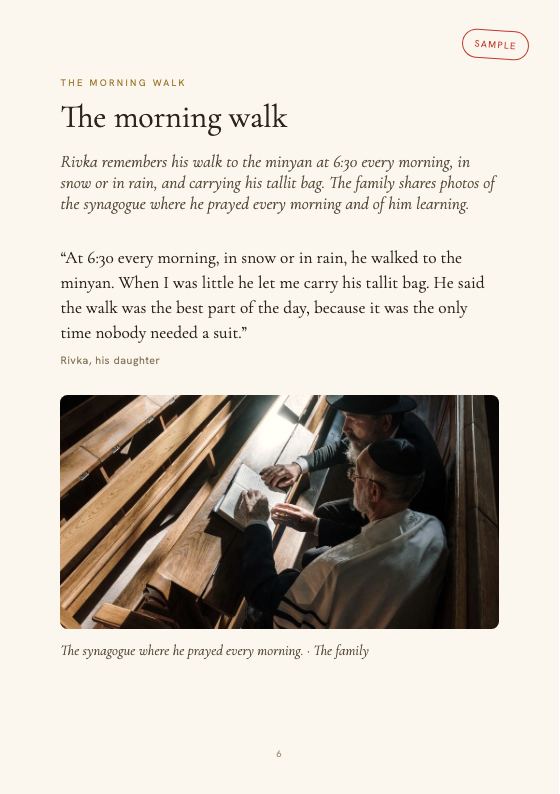 SAMPLE
THE MORNING WALK
The morning walk
Rivka remembers his walk to the minyan at 6:30 every morning, in
snow or in rain, and carrying his tallit bag. The family shares photos of
the synagogue where he prayed every morning and of him learning.
“At 6:30 every morning, in snow or in rain, he walked to the
minyan. When I was little he let me carry his tallit bag. He said
the walk was the best part of the day, because it was the only
time nobody needed a suit.”
Rivka, his daughter
The synagogue where he prayed every morning. · The family
6